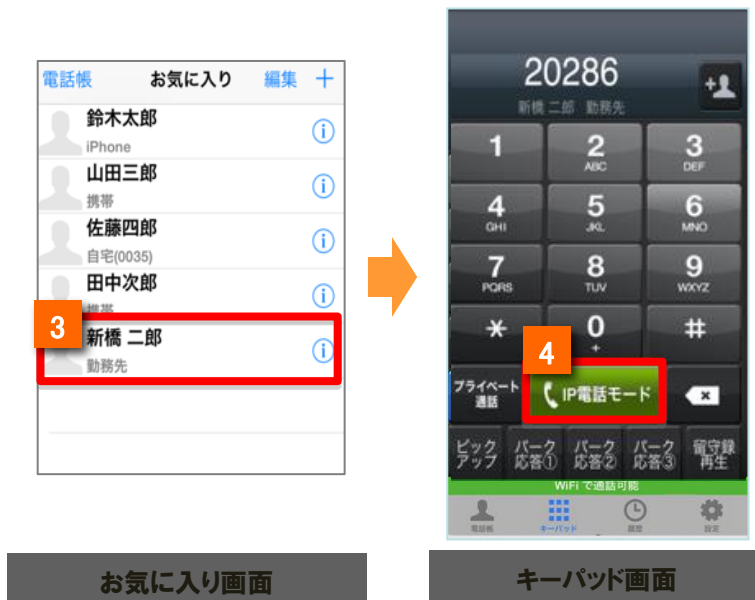 電話帳 お気に入り 編集 +
鈴木太郎
iPhone
山田三郎
携帯
佐藤四郎
自宅(0035)
田中次郎
携帯
3
新橋 二郎
勤務先
お気に入り画面
20286
新橋 二郎 勤務先
1 2 3
ABC DEF
4 5 6
GHI JKL MNO
7 8 9
PQRS TUV WXYZ
* 0 #
+
4
プライベート
通話
IP電話モード
ピック
アップ
パーク
応答①
パーク
応答②
パーク
応答③
留守録
再生
WiFi で通話可能
電話帳 キーパッド 履歴 設定
キーパッド画面